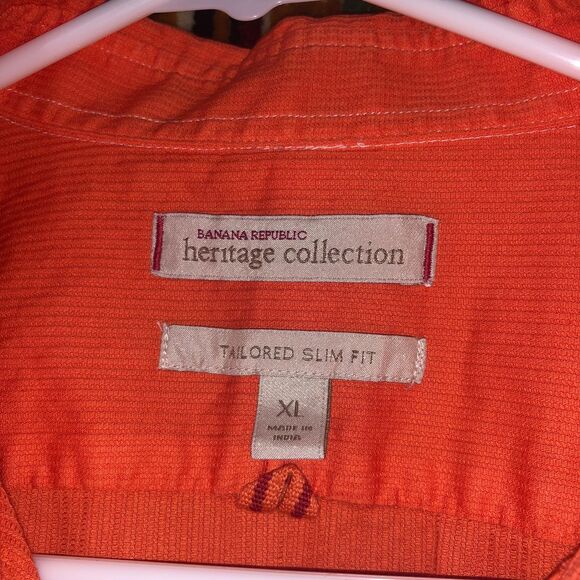 BANANA REPUBLIC
heritage collection
TAILORED SLIM FIT
XL
MADE IN
INDIA